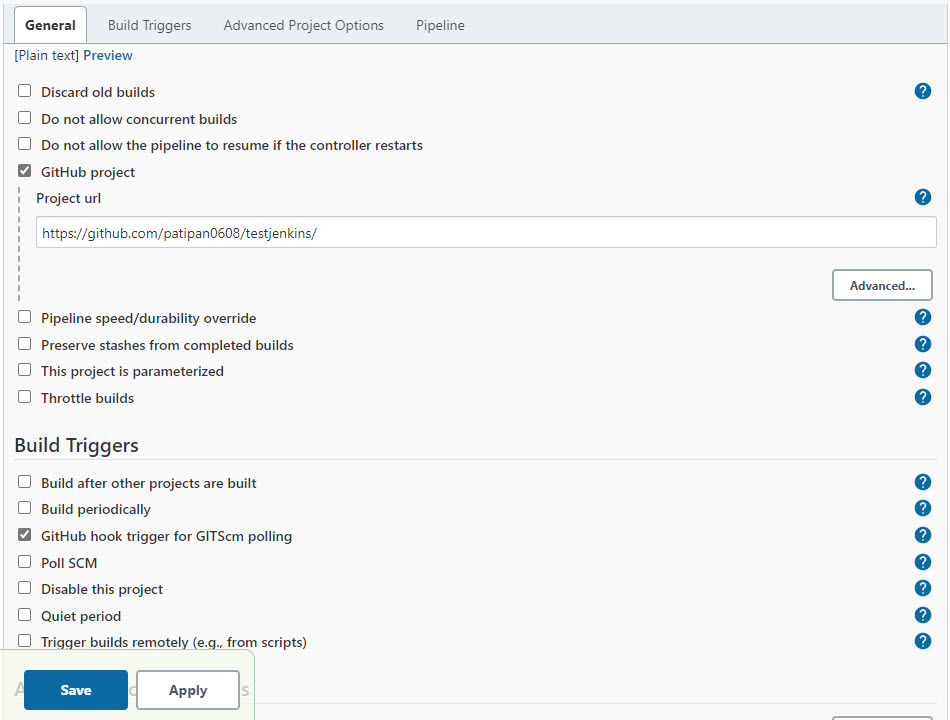 General Build Triggers Advanced Project Options Pipeline
[Plain text] Preview
Discard old builds ?
Do not allow concurrent builds
Do not allow the pipeline to resume if the controller restarts
GitHub project
Project url ?
https://github.com/patipan0608/testjenkins/
Advanced...
Pipeline speed/durability override ?
Preserve stashes from completed builds ?
This project is parameterized ?
Throttle builds ?
Build Triggers
Build after other projects are built ?
Build periodically ?
GitHub hook trigger for GITScm polling ?
Poll SCM ?
Disable this project ?
Quiet period ?
Trigger builds remotely (e.g., from scripts) ?
Save Apply